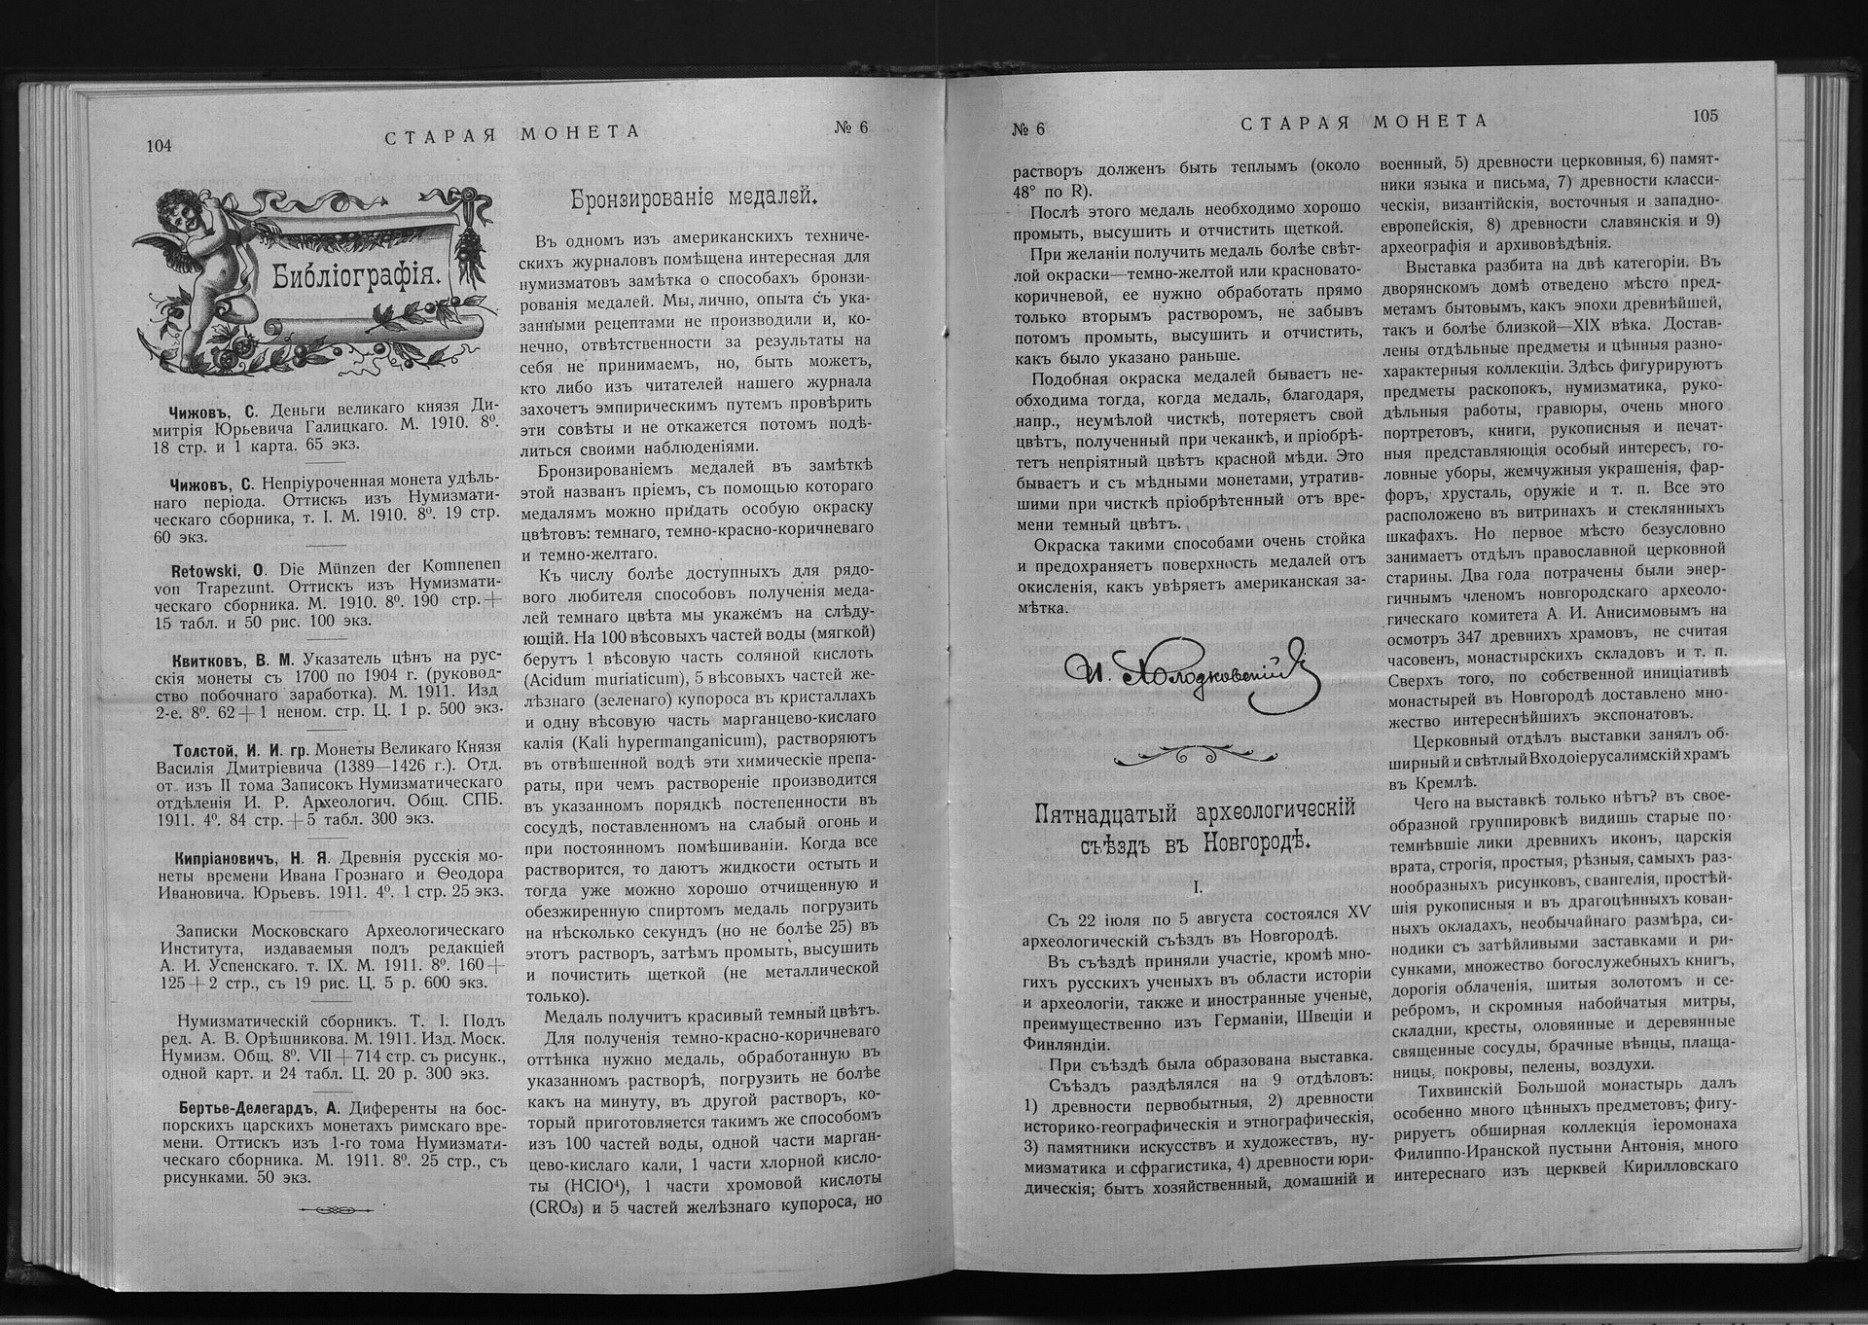 104
СТАРАЯ МОНЕТА
№ 6
Библіографія.
Чижовъ, С. Деньги великаго князя Ди-
митрія Юрьевича Галицкаго. М. 1910. 8⁰.
18 стр. и 1 карта. 65 экз.
Чижовъ, С. Непріуроченная монета удѣль-
наго періода. Оттискъ изъ Нумизмати-
ческаго сборника, т. I. М. 1910. 8⁰. 19 стр.
60 экз.
Retowski, O. Die Münzen der Komnenen
von Trapezunt. Оттискъ изъ Нумизмати-
ческаго сборника. М. 1910. 8⁰. 190 стр.+
15 табл. и 50 рис. 100 экз.
Квитковъ, В. М. Указатель цѣнъ на рус-
скія монеты съ 1700 по 1904 г. (руковод-
ство побочнаго заработка). М. 1911. Изд
2-е. 8⁰. 62+1 неном. стр. Ц. 1 р. 500 экз.
Толстой, И. И. гр. Монеты Великаго Князя
Василія Дмитріевича (1389—1426 г.). Отд.
от. изъ II тома Записокъ Нумизматическаго
отдѣленія И. Р. Археологич. Общ. СПБ.
1911. 4⁰. 84 стр.+5 табл. 300 экз.
Кипріановичъ, Н. Я. Древнія русскія мо-
неты времени Ивана Грознаго и Ѳеодора
Ивановича. Юрьевъ. 1911. 4⁰. 1 стр. 25 экз.
Записки Московскаго Археологическаго
Института, издаваемыя подъ редакціей
А. И. Успенскаго. т. IX. М. 1911. 8⁰. 160+
125+2 стр., съ 19 рис. Ц. 5 р. 600 экз.
Нумизматическій сборникъ. Т. I. Подъ
ред. А. В. Орѣшникова. М. 1911. Изд. Моск.
Нумизм. Общ. 8⁰. VII+714 стр. съ рисунк.,
одной карт. и 24 табл. Ц. 20 р. 300 экз.
Бертье-Делегардъ, А. Диференты на бос-
порскихъ царскихъ монетахъ римскаго вре-
мени. Оттискъ изъ 1-го тома Нумизмати-
ческаго сборника. М. 1911. 8⁰. 25 стр., съ
рисунками. 50 экз.
Бронзированіе медалей.
Въ одномъ изъ американскихъ техниче-
скихъ журналовъ помѣщена интересная для
нумизматовъ замѣтка о способахъ бронзи-
рованія медалей. Мы, лично, опыта съ ука-
занными рецептами не производили и, ко-
нечно, отвѣтственности за результаты на
себя не принимаемъ, но, быть можетъ,
кто либо изъ читателей нашего журнала
захочетъ эмпирическимъ путемъ провѣрить
эти совѣты и не откажется потомъ подѣ-
литься своими наблюденіями.
Бронзированіемъ медалей въ замѣткѣ
этой названъ пріемъ, съ помощью котораго
медалямъ можно придать особую окраску
цвѣтовъ: темнаго, темно-красно-коричневаго
и темно-желтаго.
Къ числу болѣе доступныхъ для рядо-
вого любителя способовъ полученія меда-
лей темнаго цвѣта мы укажемъ на слѣду-
ющій. На 100 вѣсовыхъ частей воды (мягкой)
берутъ 1 вѣсовую часть соляной кислоть
(Acidum muriaticum), 5 вѣсовыхъ частей же-
лѣзнаго (зеленаго) купороса въ кристаллахъ
и одну вѣсовую часть марганцево-кислаго
калія (Kali hypermanganicum), растворяютъ
въ отвѣшенной водѣ эти химическіе препа-
раты, при чемъ раствореніе производится
въ указанномъ порядкѣ постепенности въ
сосудѣ, поставленномъ на слабый огонь и
при постоянномъ помѣшиваніи. Когда все
растворится, то даютъ жидкости остыть и
тогда уже можно хорошо отчищенную и
обезжиренную спиртомъ медаль погрузить
на нѣсколько секундъ (но не болѣе 25) въ
этотъ растворъ, затѣмъ промыть, высушить
и почистить щеткой (не металлической
только).
Медаль получитъ красивый темный цвѣтъ.
Для полученія темно-красно-коричневаго
оттѣнка нужно медаль, обработанную въ
указанномъ растворѣ, погрузить не болѣе
какъ на минуту, въ другой растворъ, ко-
торый приготовляется такимъ же способомъ
изъ 100 частей воды, одной части марган-
цево-кислаго кали, 1 части хлорной кисло-
ты (HClO⁴), 1 части хромовой кислоты
(CRO₃) и 5 частей желѣзнаго купороса, но
№ 6
СТАРАЯ МОНЕТА
105
растворъ долженъ быть теплымъ (около
48° по R).
Послѣ этого медаль необходимо хорошо
промыть, высушить и отчистить щеткой.
При желаніи получить медаль болѣе свѣт-
лой окраски—темно-желтой или красновато-
коричневой, ее нужно обработать прямо
только вторымъ растворомъ, не забывъ
потомъ промыть, высушить и отчистить,
какъ было указано раньше.
Подобная окраска медалей бываетъ не-
обходима тогда, когда медаль, благодаря,
напр., неумѣлой чисткѣ, потеряетъ свой
цвѣтъ, полученный при чеканкѣ, и пріобрѣ-
тетъ непріятный цвѣтъ красной мѣди. Это
бываетъ и съ мѣдными монетами, утратив-
шими при чисткѣ пріобрѣтенный отъ вре-
мени темный цвѣтъ.
Окраска такими способами очень стойка
и предохраняетъ поверхность медалей отъ
окисленія, какъ увѣряетъ американская за-
мѣтка.
И. Холодковскій
Пятнадцатый археологическій
съѣздъ въ Новгородѣ.
I.
Съ 22 іюля по 5 августа состоялся XV
археологическій съѣздъ въ Новгородѣ.
Въ съѣздѣ приняли участіе, кромѣ мно-
гихъ русскихъ ученыхъ въ области исторіи
и археологіи, также и иностранные ученые,
преимущественно изъ Германіи, Швеціи и
Финляндіи.
При съѣздѣ была образована выставка.
Съѣздъ раздѣлялся на 9 отдѣловъ:
1) древности первобытныя, 2) древности
историко-географическія и этнографическія,
3) памятники искусствъ и художествъ, ну-
мизматика и сфрагистика, 4) древности юри-
дическія; бытъ хозяйственный, домашній и
военный, 5) древности церковныя, 6) памят-
ники языка и письма, 7) древности класси-
ческія, византійскія, восточныя и западно-
европейскія, 8) древности славянскія и 9)
археографія и архивовѣдѣнія.
Выставка разбита на двѣ категоріи. Въ
дворянскомъ домѣ отведено мѣсто пред-
метамъ бытовымъ, какъ эпохи древнѣйшей,
такъ и болѣе близкой—XIX вѣка. Достав-
лены отдѣльные предметы и цѣнныя разно-
характерныя коллекціи. Здѣсь фигурируютъ
предметы раскопокъ, нумизматика, руко-
дѣльныя работы, гравюры, очень много
портретовъ, книги, рукописныя и печат-
ныя представляющія особый интересъ, го-
ловные уборы, жемчужныя украшенія, фар-
форъ, хрусталь, оружіе и т. п. Все это
расположено въ витринахъ и стеклянныхъ
шкафахъ. Но первое мѣсто безусловно
занимаетъ отдѣлъ православной церковной
старины. Два года потрачены были энер-
гичнымъ членомъ новгородскаго археоло-
гическаго комитета А. И. Анисимовымъ на
осмотръ 347 древнихъ храмовъ, не считая
часовенъ, монастырскихъ складовъ и т. п.
Сверхъ того, по собственной иниціативѣ
монастырей въ Новгородѣ доставлено мно-
жество интереснѣйшихъ экспонатовъ.
Церковный отдѣлъ выставки занялъ об-
ширный и свѣтлый Входоіерусалимскій храмъ
въ Кремлѣ.
Чего на выставкѣ только нѣтъ? въ свое-
образной группировкѣ видишь старые по-
темнѣвшіе лики древнихъ иконъ, царскія
врата, строгія, простыя, рѣзныя, самыхъ раз-
нообразныхъ рисунковъ, евангелія, простѣй-
шія рукописныя и въ драгоцѣнныхъ кован-
ныхъ окладахъ, необычайнаго размѣра, си-
нодики съ затѣйливыми заставками и ри-
сунками, множество богослужебныхъ книгъ,
дорогія облаченія, шитыя золотомъ и се-
ребромъ, и скромныя набойчатыя митры,
складни, кресты, оловянные и деревянные
священные сосуды, брачные вѣнцы, плаща-
ницы, покровы, пелены, воздухи.
Тихвинскій Большой монастырь далъ
особенно много цѣнныхъ предметовъ; фигу-
рируетъ обширная коллекція іеромонаха
Филиппо-Иранской пустыни Антонія, много
интереснаго изъ церквей Кирилловскаго